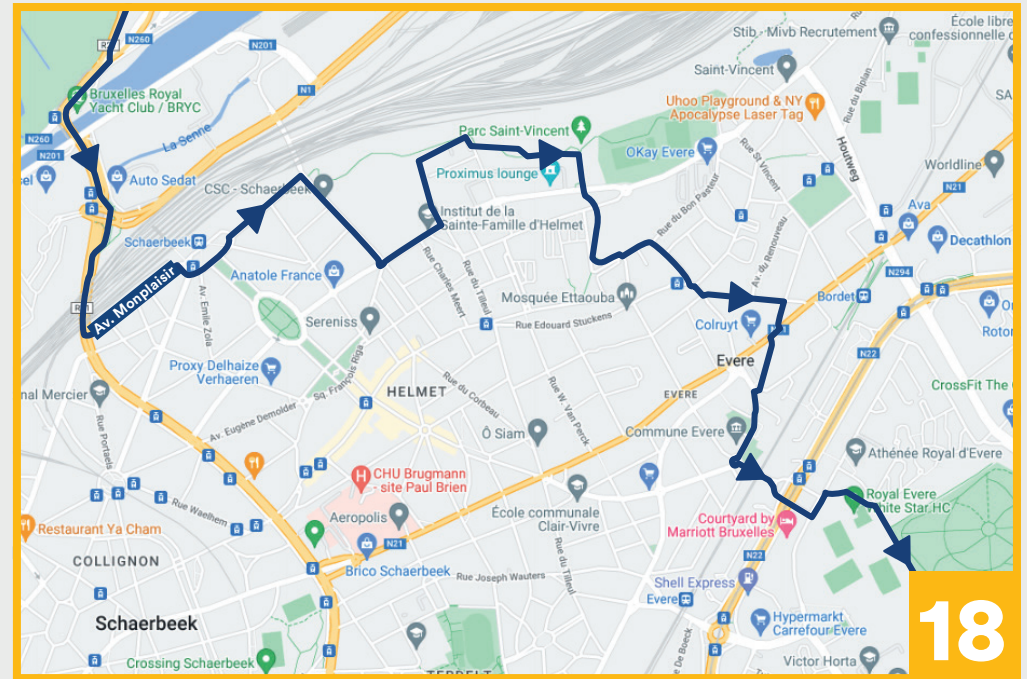 École libre
confessionnelle
Stib - Mivb Recrutement
N260
N201
Saint-Vincent
Bruxelles Royal
Yacht Club / BRYC
N1
Uhoo Playground & NY
Apocalypse Laser Tag
Rue du Biplan
La Senne
Parc Saint-Vincent
N260
N201
OKay Evere
Rue St Vincent
Houtweg
Worldline
Auto Sedat
CSC - Schaerbeek
Proximus lounge
N21
Rue du Bon Pasteur
Ava
Institut de la
Sainte-Famille d'Helmet
Decathlon
Schaerbeek
Av. du Renouveau
Av. Monplaisir
Anatole France
Rue Charles Meert
Rue du Tilleul
N294
Av. Emile Zola
Mosquée Ettaouba
Bordet
Sereniss
Rue Edouard Stuckens
Colruyt
N22
Proxy Delhaize
Verhaeren
Sq. François Riga
Evere
HELMET
Rue du Corbeau
Rue W. Van Perck
EVERE
CrossFit The
Mercier
Av. Eugène Demolder
Rue Portaels
Ô Siam
Commune Evere
Athénée Royal d'Evere
CHU Brugmann
- site Paul Brien
Royal Evere
White Star HC
Rue Waelhem
Aeropolis
École communale
Clair-Vivre
Courtyard by
Marriott Bruxelles
Restaurant Ya Cham
N21
COLLIGNON
Brico Schaerbeek
Rue Joseph Wauters
Rue du Tilleul
N22
Shell Express
Evere
Schaerbeek
Hypermarkt
Carrefour Evere
18
Crossing Schaerbeek
Victor Horta